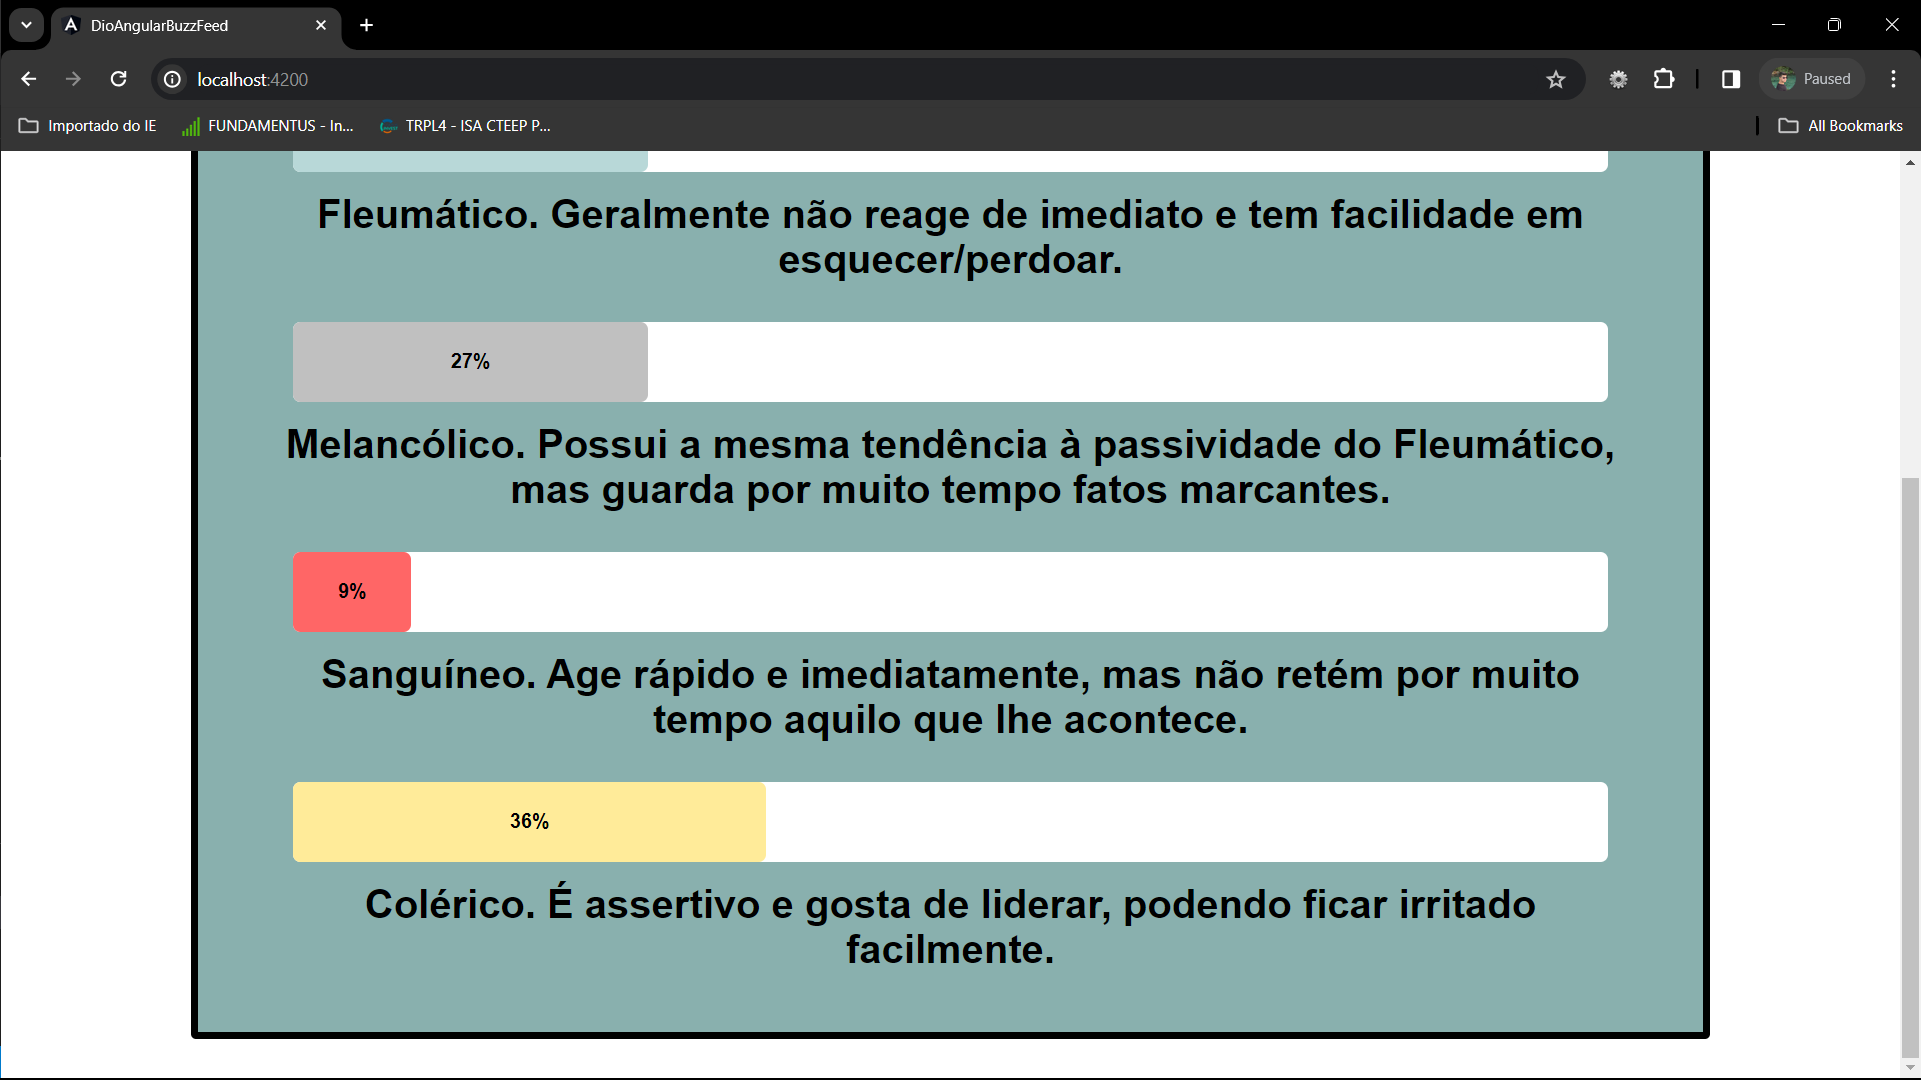 DioAngularBuzzFeed
localhost:4200
Paused
Importado do IE
FUNDAMENTUS - In...
TRPL4 - ISA CTEEP P...
All Bookmarks
Fleumático. Geralmente não reage de imediato e tem facilidade em
esquecer/perdoar.
27%
Melancólico. Possui a mesma tendência à passividade do Fleumático,
mas guarda por muito tempo fatos marcantes.
9%
Sanguíneo. Age rápido e imediatamente, mas não retém por muito
tempo aquilo que lhe acontece.
36%
Colérico. É assertivo e gosta de liderar, podendo ficar irritado
facilmente.